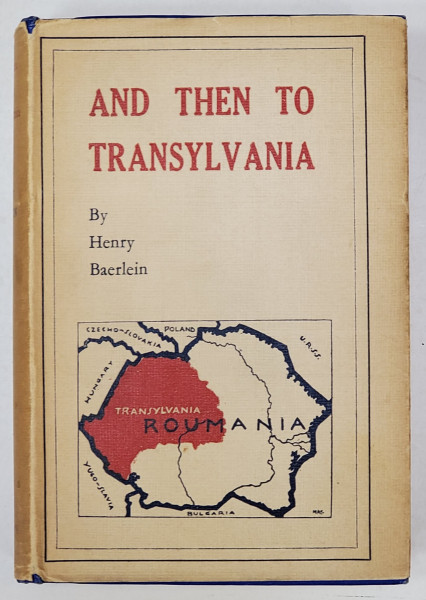 AND THEN TO
TRANSYLVANIA
By
Henry
Baerlein
CZECHO-SLOVAKIA
POLAND
U.R.S.S.
HUNGARY
TRANSYLVANIA
ROUMANIA
YUGO-SLAVIA
BULGARIA